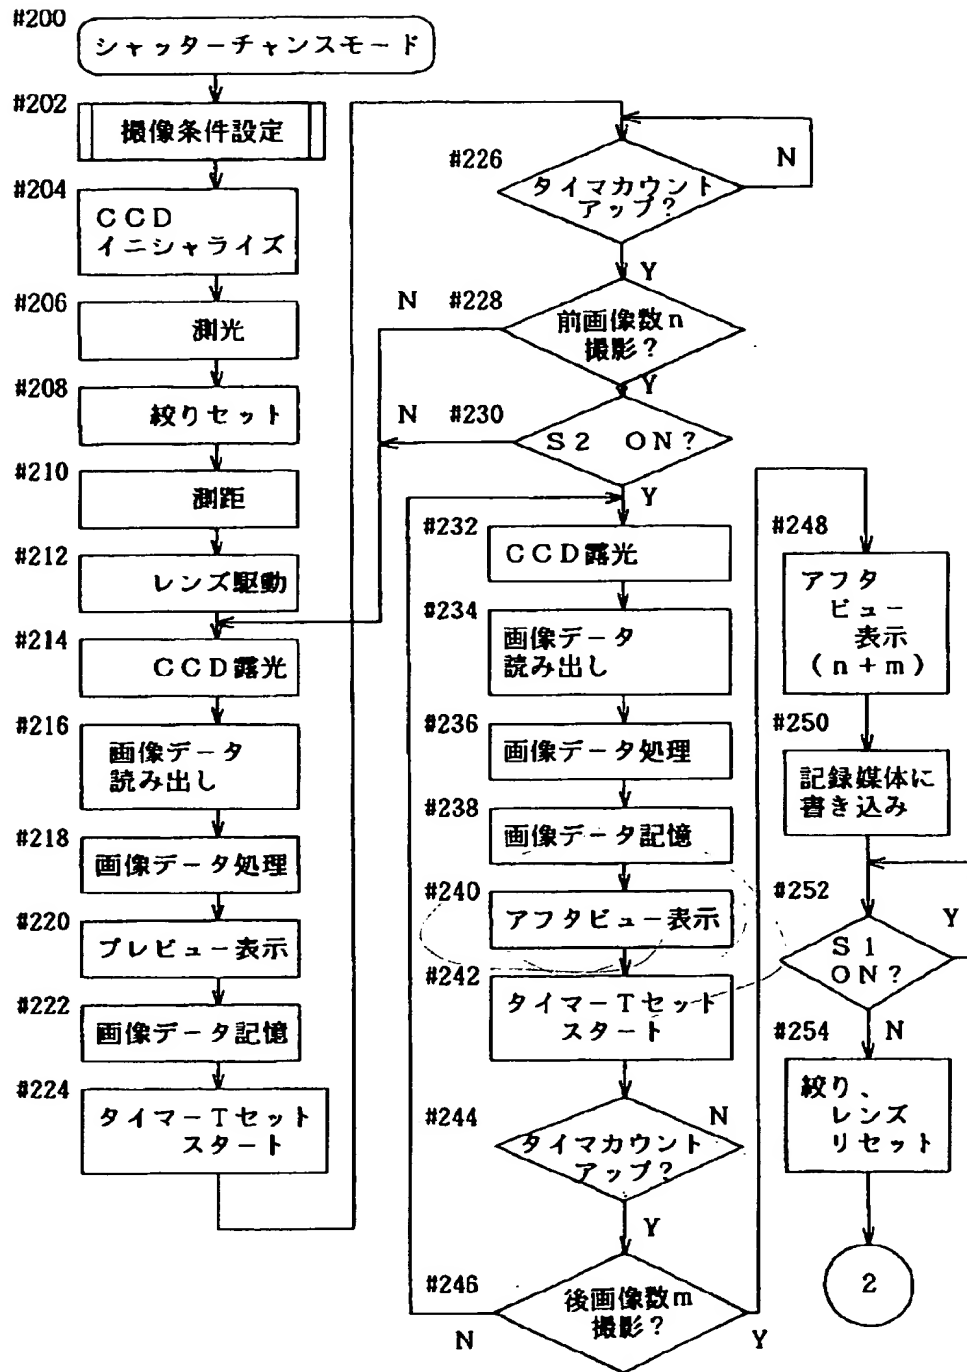 #200
シャッターチャンスモード
#202
撮像条件設定
#204
CCD
イニシャライズ
#206
測光
#208
絞りセット
#210
測距
#212
レンズ駆動
#214
CCD露光
#216
画像データ
読み出し
#218
画像データ処理
#220
プレビュー表示
#222
画像データ記憶
#224
タイマーTセット
スタート
#226
タイマカウント
アップ?
N
Y
#228
N
前画像数n
撮影?
Y
#230
N
S2 ON?
Y
#232
CCD露光
#234
画像データ
読み出し
#236
画像データ処理
#238
画像データ記憶
#240
アフタビュー表示
#242
タイマーTセット
スタート
#244
タイマカウント
アップ?
N
Y
#246
後画像数m
撮影?
N
Y
#248
アフタ
ビュー
表示
(n+m)
#250
記録媒体に
書き込み
#252
S1
ON?
Y
N
#254
絞り、
レンズ
リセット
2